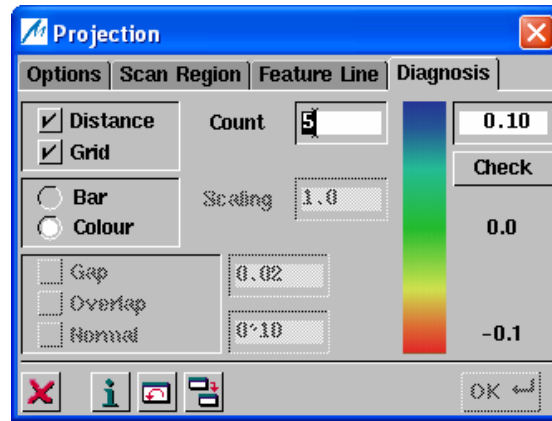 Projection
Options Scan Region Feature Line Diagnosis
Distance Count 5 0.10
Grid
Check
Bar Scaling 1.0
Colour 0.0
Gap 0.02
Overlap
Normal 0^10 -0.1
OK